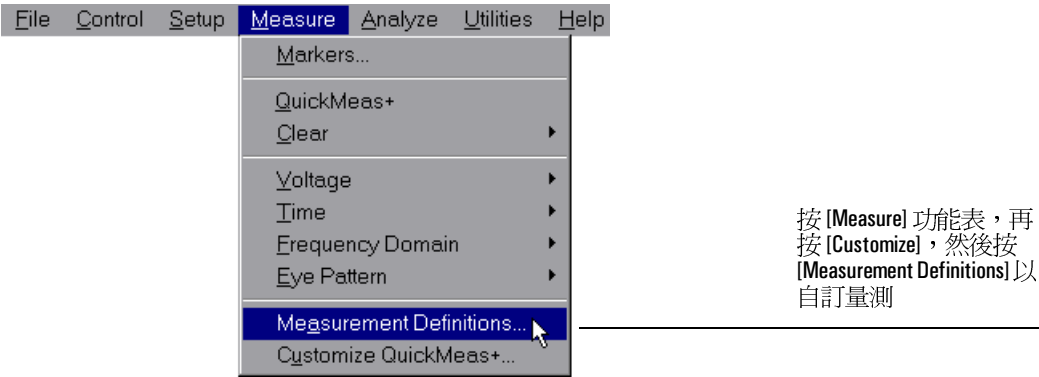 File Control Setup Measure Analyze Utilities Help
Markers...
QuickMeas+
Clear
Voltage
Time
Frequency Domain
Eye Pattern
Measurement Definitions...
Customize QuickMeas+...
按 [Measure] 功能表，再
按 [Customize]，然後按
[Measurement Definitions] 以
自訂量測